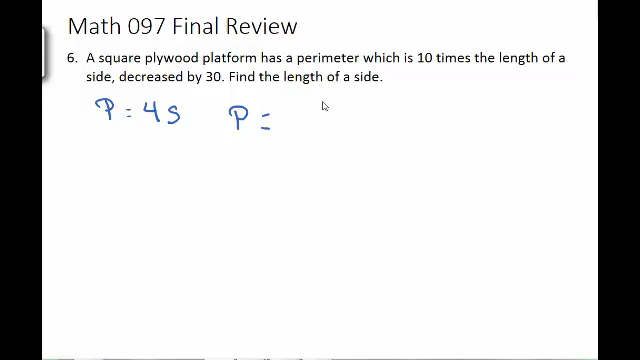 Math 097 Final Review
6. A square plywood platform has a perimeter which is 10 times the length of a
side, decreased by 30. Find the length of a side.
P = 4S P =